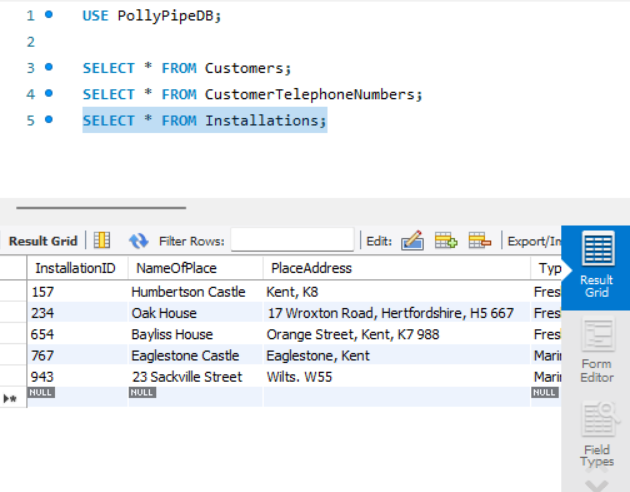 1 USE PollyPipeDB;
2
3 SELECT * FROM Customers;
4 SELECT * FROM CustomerTelephoneNumbers;
5 SELECT * FROM Installations;
Result Grid Filter Rows: Edit: Export/Im
InstallationID NameOfPlace PlaceAddress Typ
157 Humbertson Castle Kent, K8 Fres
234 Oak House 17 Wroxton Road, Hertfordshire, H5 667 Fres
654 Bayliss House Orange Street, Kent, K7 988 Fres
767 Eaglestone Castle Eaglestone, Kent Mari
943 23 Sackville Street Wilts. W55 Mari
NULL NULL NULL
Result
Grid
Form
Editor
Field
Types